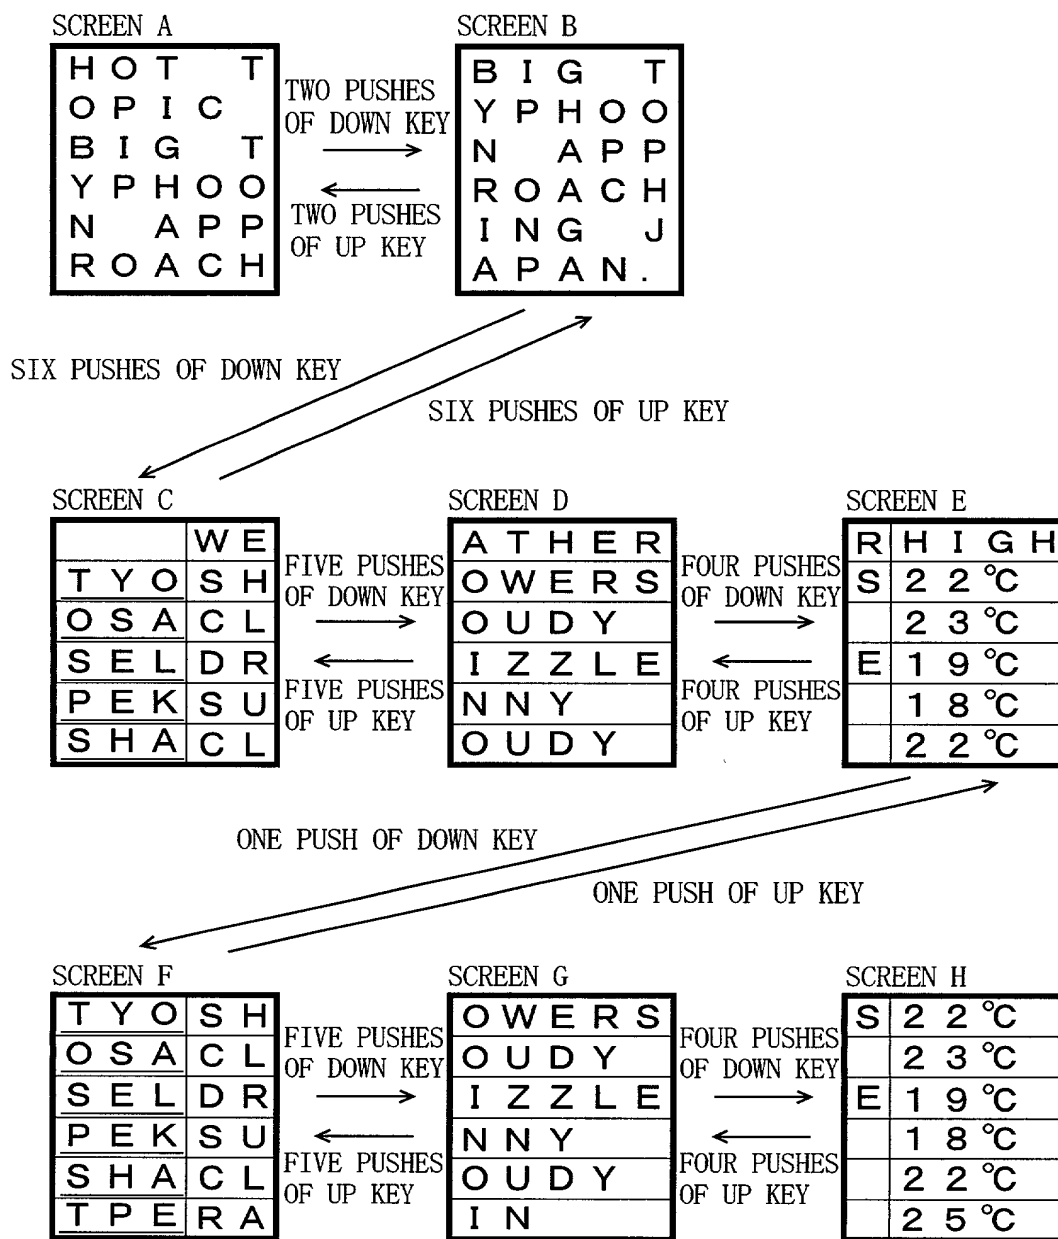 SCREEN A
HOT T
OPIC
BIG T
YPHOO
N APP
ROACH
TWO PUSHES
OF DOWN KEY
TWO PUSHES
OF UP KEY
SCREEN B
BIG T
YPHOO
N APP
ROACH
ING J
APAN.
SIX PUSHES OF DOWN KEY
SIX PUSHES OF UP KEY
SCREEN C
WE
TYO SH
OSA CL
SEL DR
PEK SU
SHA CL
FIVE PUSHES
OF DOWN KEY
FIVE PUSHES
OF UP KEY
SCREEN D
ATHER
OWERS
OUDY
IZZLE
NNY
OUDY
FOUR PUSHES
OF DOWN KEY
FOUR PUSHES
OF UP KEY
SCREEN E
R HIGH
S 22℃
23℃
E 19℃
18℃
22℃
ONE PUSH OF DOWN KEY
ONE PUSH OF UP KEY
SCREEN F
TYO SH
OSA CL
SEL DR
PEK SU
SHA CL
TPE RA
FIVE PUSHES
OF DOWN KEY
FIVE PUSHES
OF UP KEY
SCREEN G
OWERS
OUDY
IZZLE
NNY
OUDY
IN
FOUR PUSHES
OF DOWN KEY
FOUR PUSHES
OF UP KEY
SCREEN H
S 22℃
23℃
E 19℃
18℃
22℃
25℃